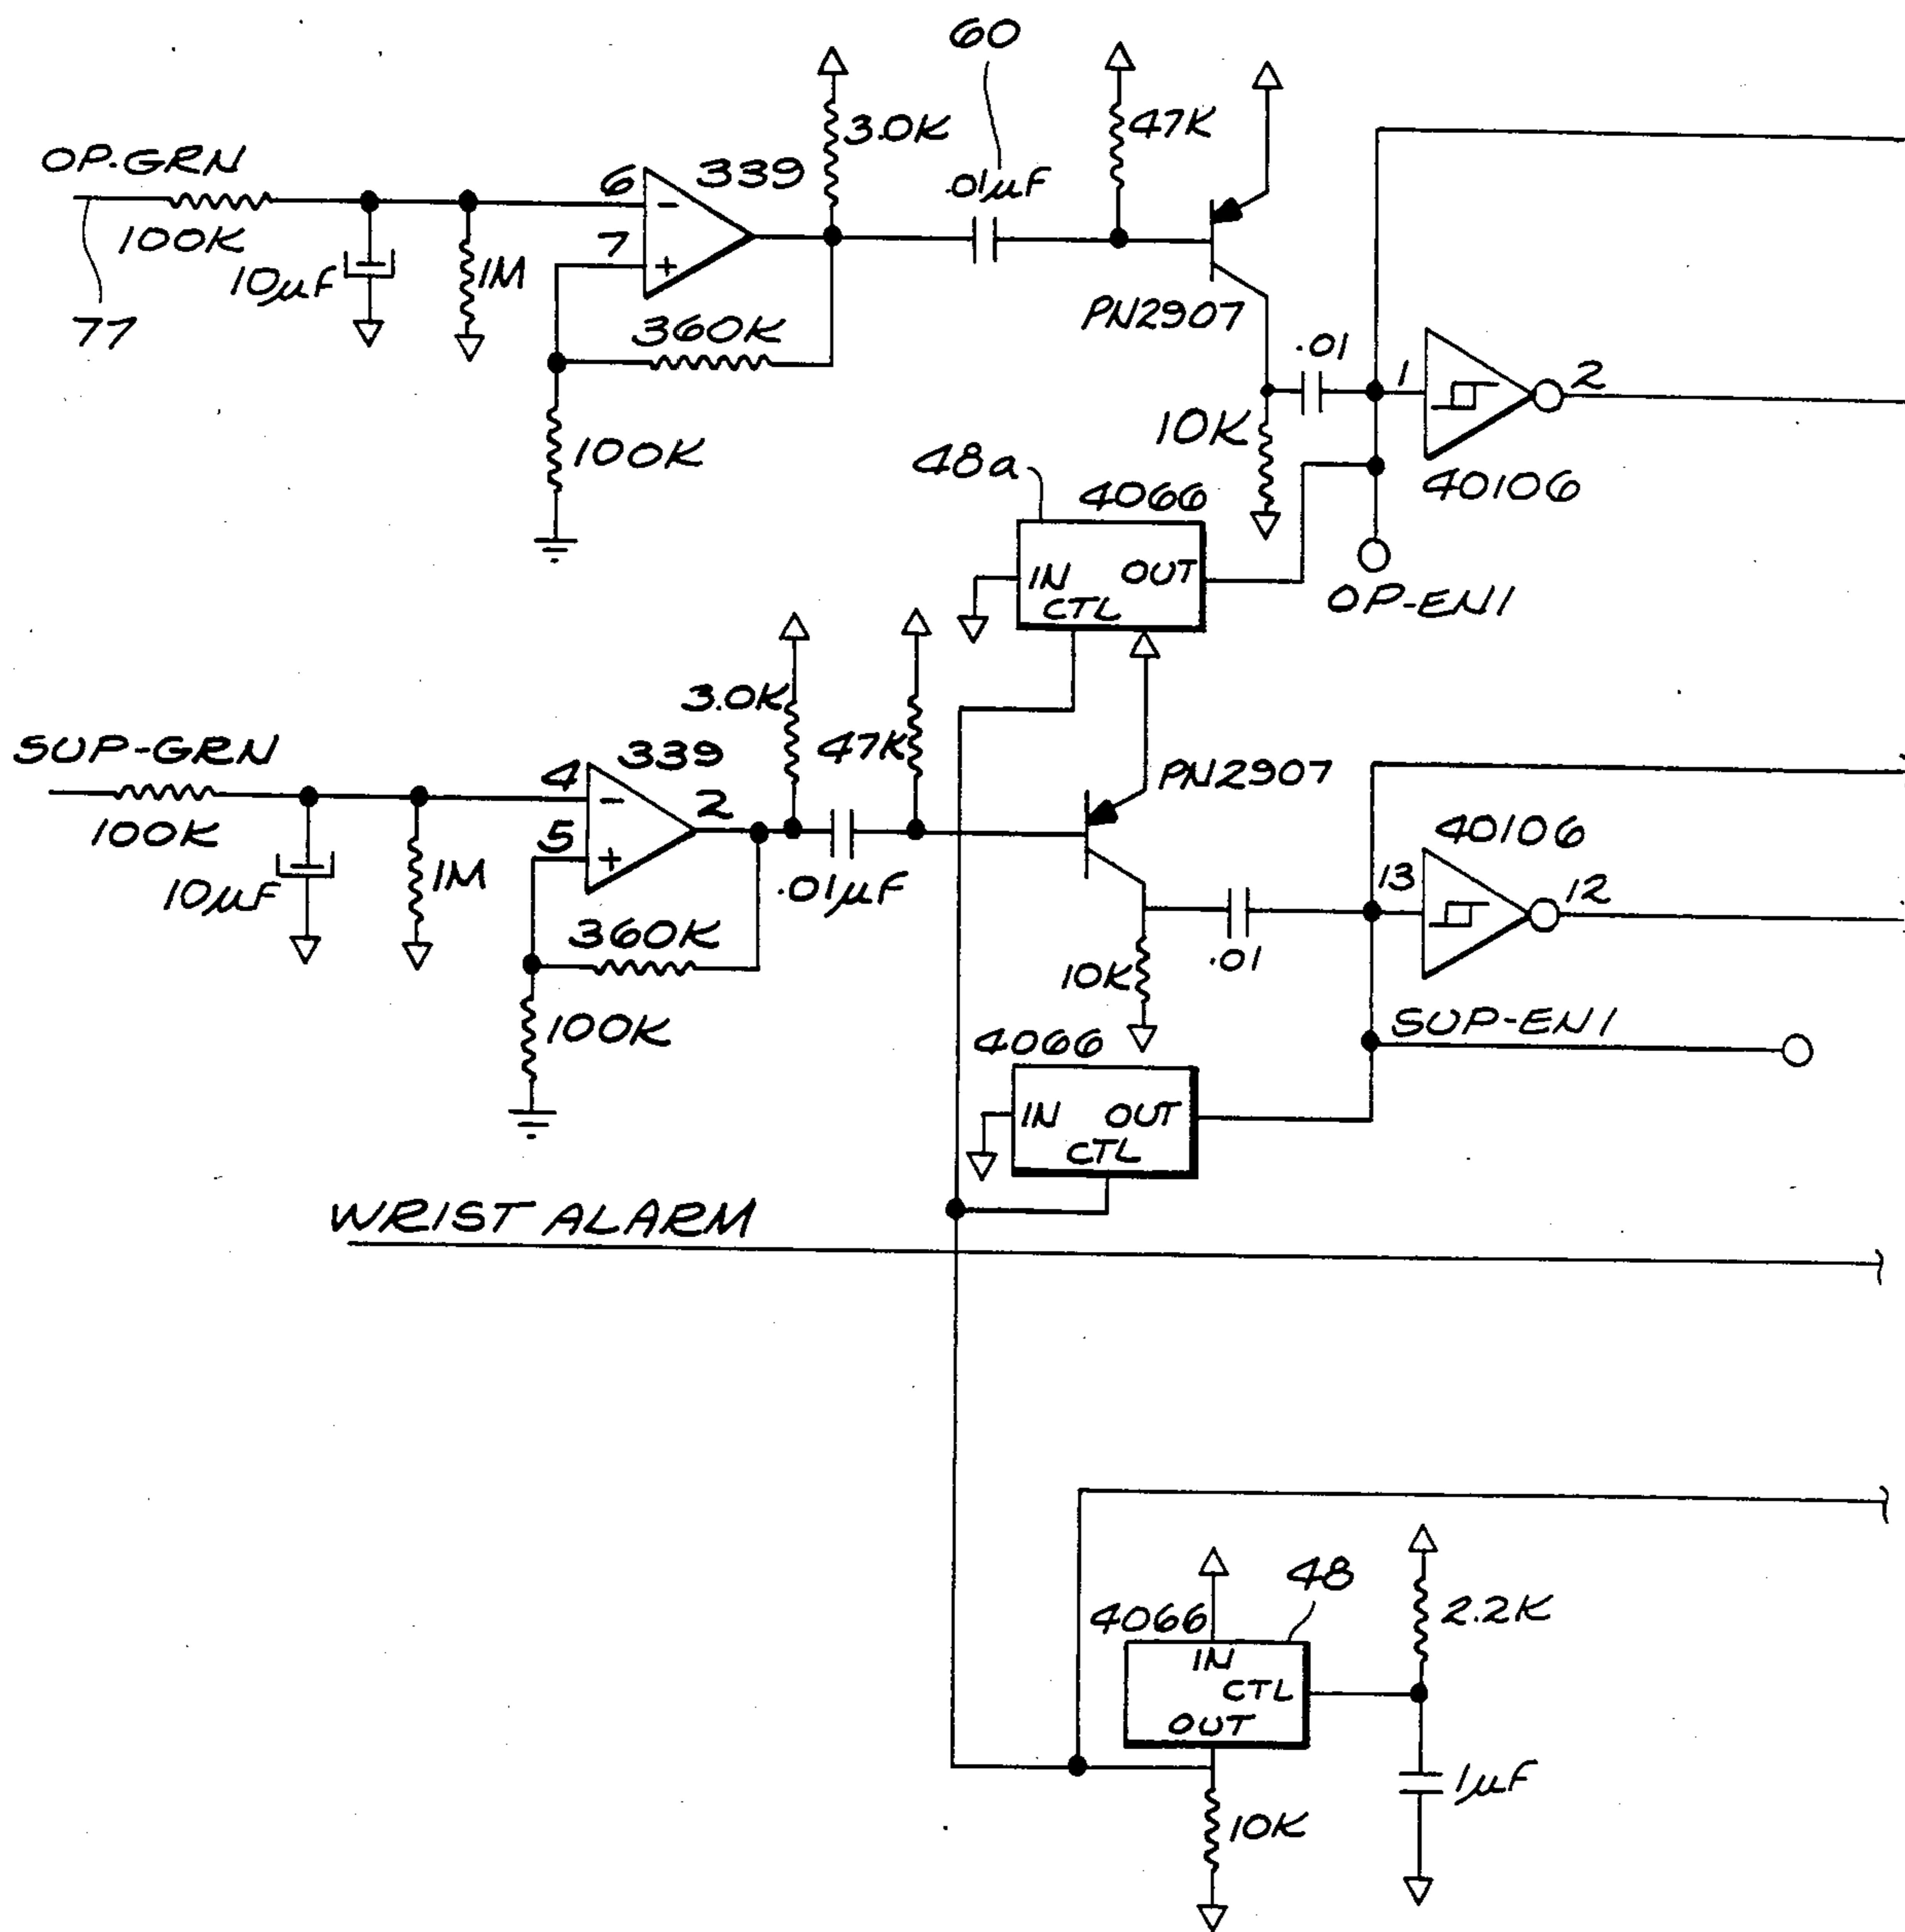 60
OP-GRN
100K
77
10µF
1M
6
7
-
+
339
3.0K
360K
100K
.01µF
47K
PN2907
.01
10K
1
2
40106
OP-EN1
48a
4066
IN OUT
CTL
SUP-GRN
100K
10µF
1M
4
5
-
+
339
2
3.0K
47K
.01µF
360K
100K
PN2907
.01
10K
13
12
40106
SUP-EN1
4066
IN OUT
CTL
WRIST ALARM
48
4066
IN
CTL
OUT
10K
2.2K
1µF